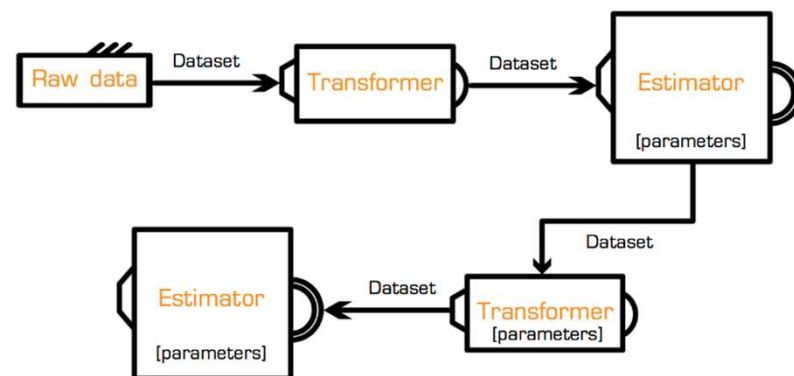 Raw data
Dataset
Transformer
Dataset
Estimator
[parameters]
Dataset
Transformer
[parameters]
Dataset
Estimator
[parameters]